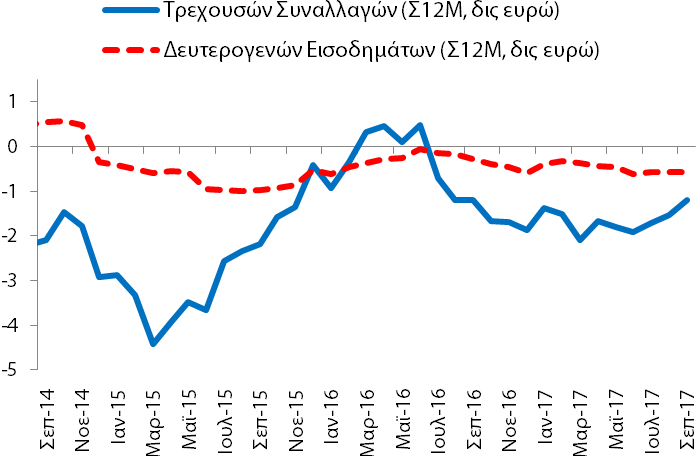 Τρεχουσών Συναλλαγών (Σ12Μ, δις ευρώ)
Δευτερογενών Εισοδημάτων (Σ12Μ, δις ευρώ)
1
0
-1
-2
-3
-4
-5
Σεπ-14
Νοε-14
Ιαν-15
Μαρ-15
Μαϊ-15
Ιουλ-15
Σεπ-15
Νοε-15
Ιαν-16
Μαρ-16
Μαϊ-16
Ιουλ-16
Σεπ-16
Νοε-16
Ιαν-17
Μαρ-17
Μαϊ-17
Ιουλ-17
Σεπ-17